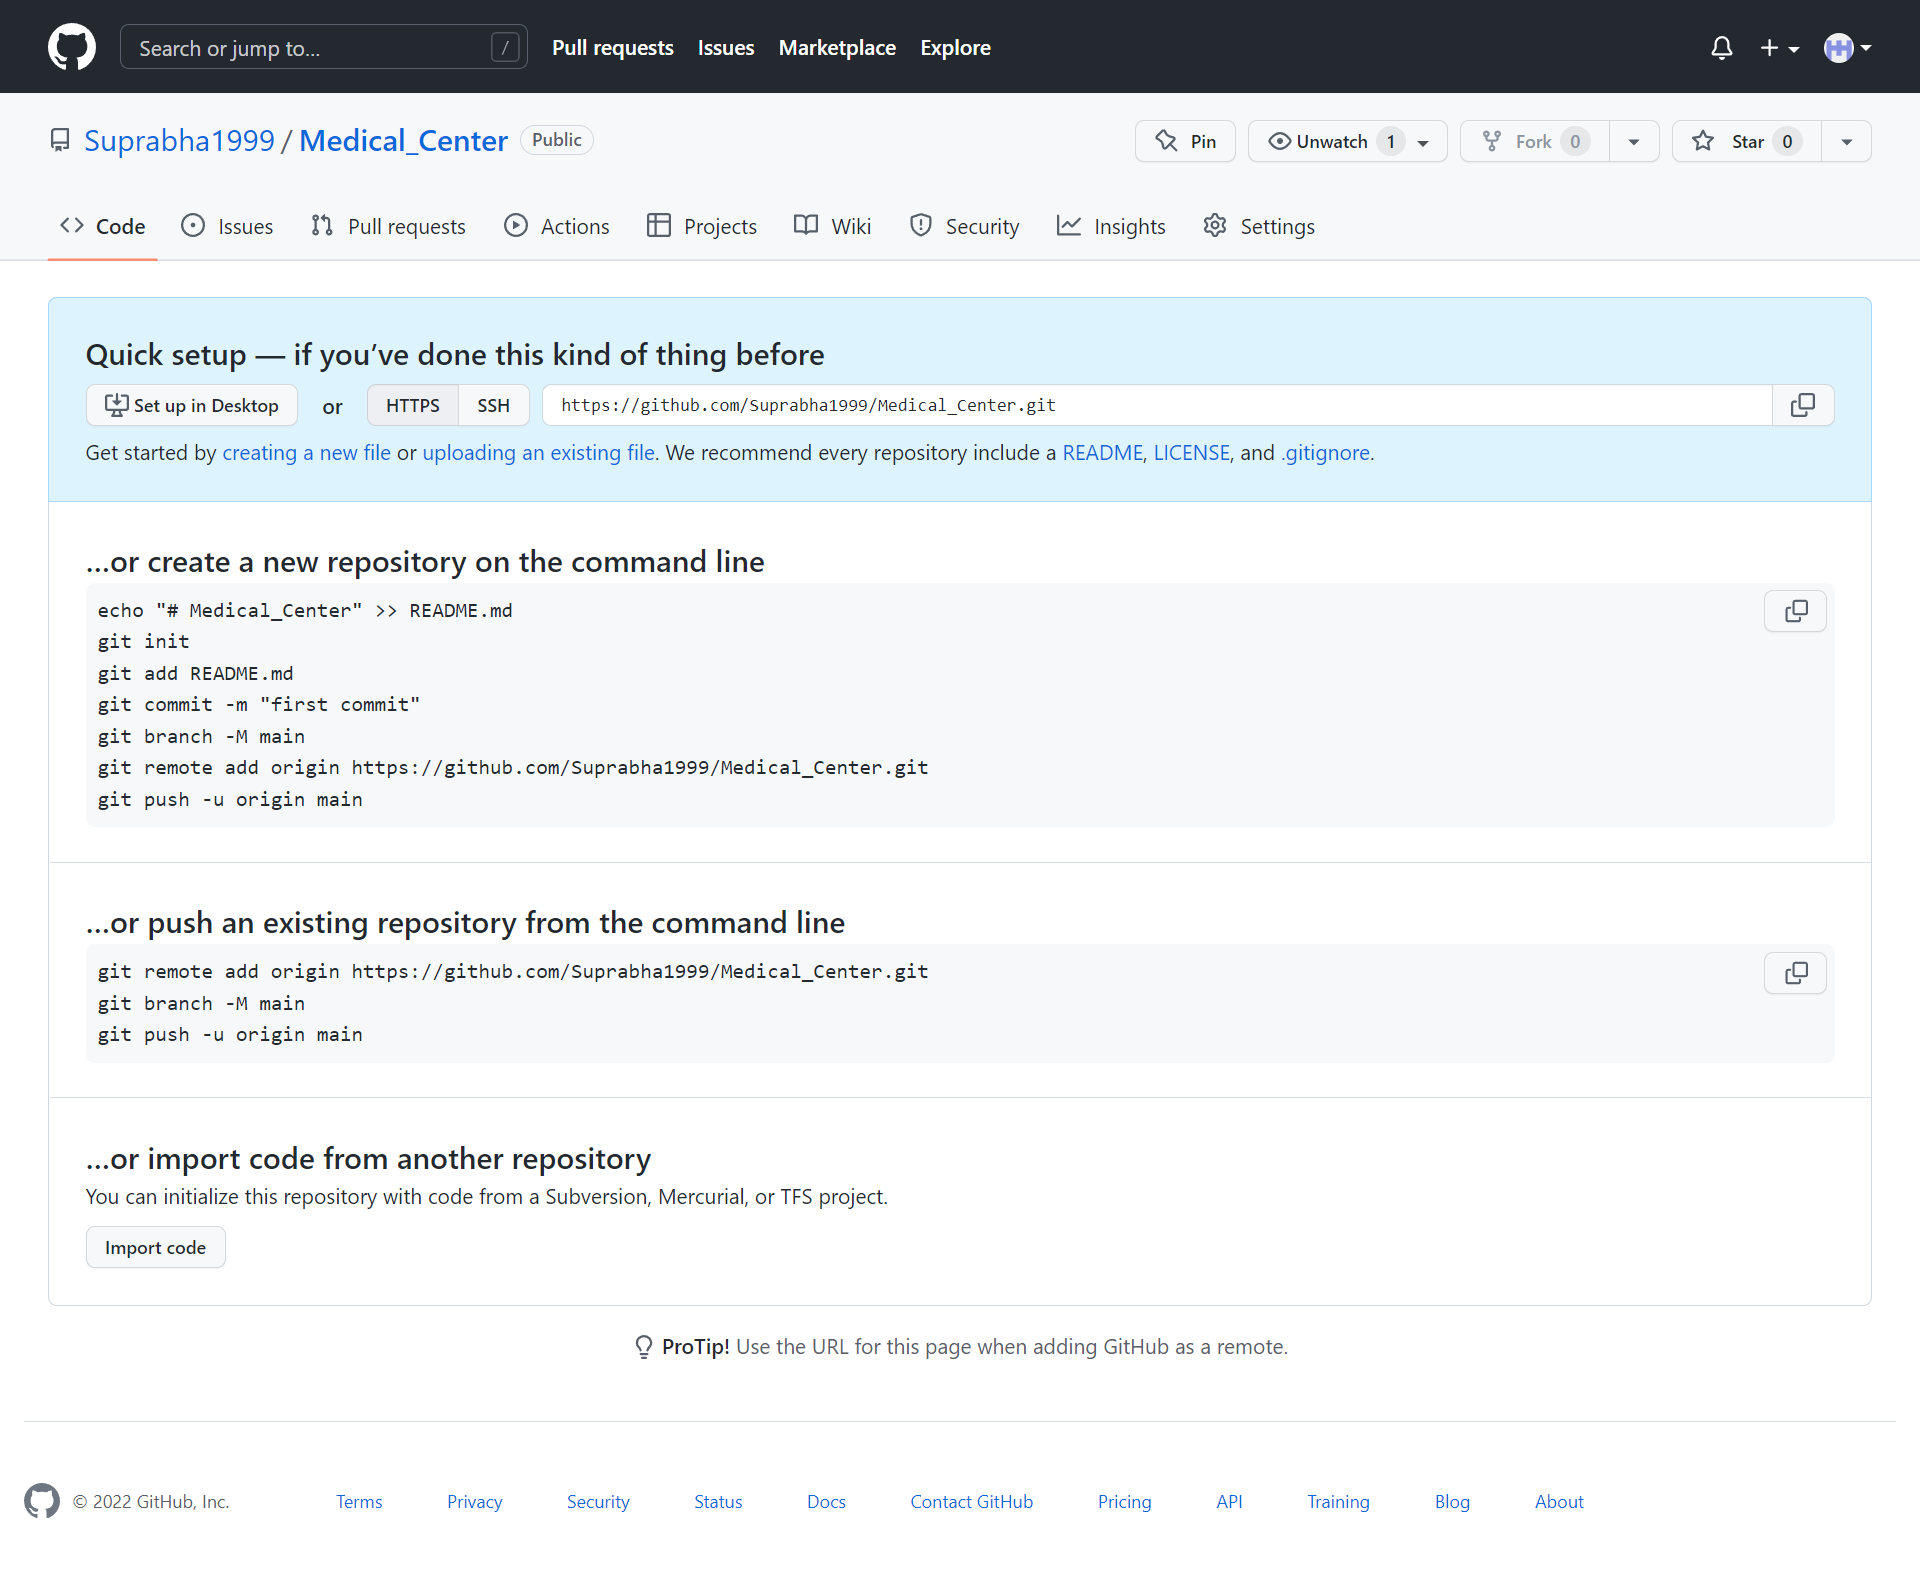 Search or jump to... /
Pull requests Issues Marketplace Explore
Suprabha1999 / Medical_Center Public
Pin Unwatch 1 Fork 0 Star 0
Code Issues Pull requests Actions Projects Wiki Security Insights Settings
Quick setup — if you’ve done this kind of thing before
Set up in Desktop or HTTPS SSH https://github.com/Suprabha1999/Medical_Center.git
Get started by creating a new file or uploading an existing file. We recommend every repository include a README, LICENSE, and .gitignore.
…or create a new repository on the command line
echo "# Medical_Center" >> README.md
git init
git add README.md
git commit -m "first commit"
git branch -M main
git remote add origin https://github.com/Suprabha1999/Medical_Center.git
git push -u origin main
…or push an existing repository from the command line
git remote add origin https://github.com/Suprabha1999/Medical_Center.git
git branch -M main
git push -u origin main
…or import code from another repository
You can initialize this repository with code from a Subversion, Mercurial, or TFS project.
Import code
ProTip! Use the URL for this page when adding GitHub as a remote.
© 2022 GitHub, Inc. Terms Privacy Security Status Docs Contact GitHub Pricing API Training Blog About